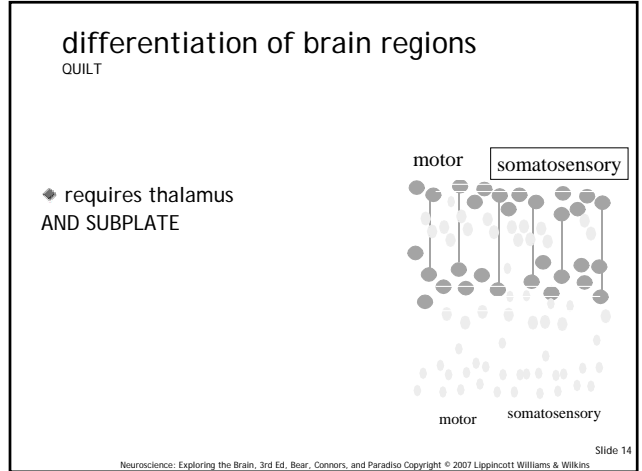 differentiation of brain regions
QUILT
requires thalamus
AND SUBPLATE
motor
somatosensory
motor
somatosensory
Slide 14
Neuroscience: Exploring the Brain, 3rd Ed, Bear, Connors, and Paradiso Copyright © 2007 Lippincott Williams & Wilkins